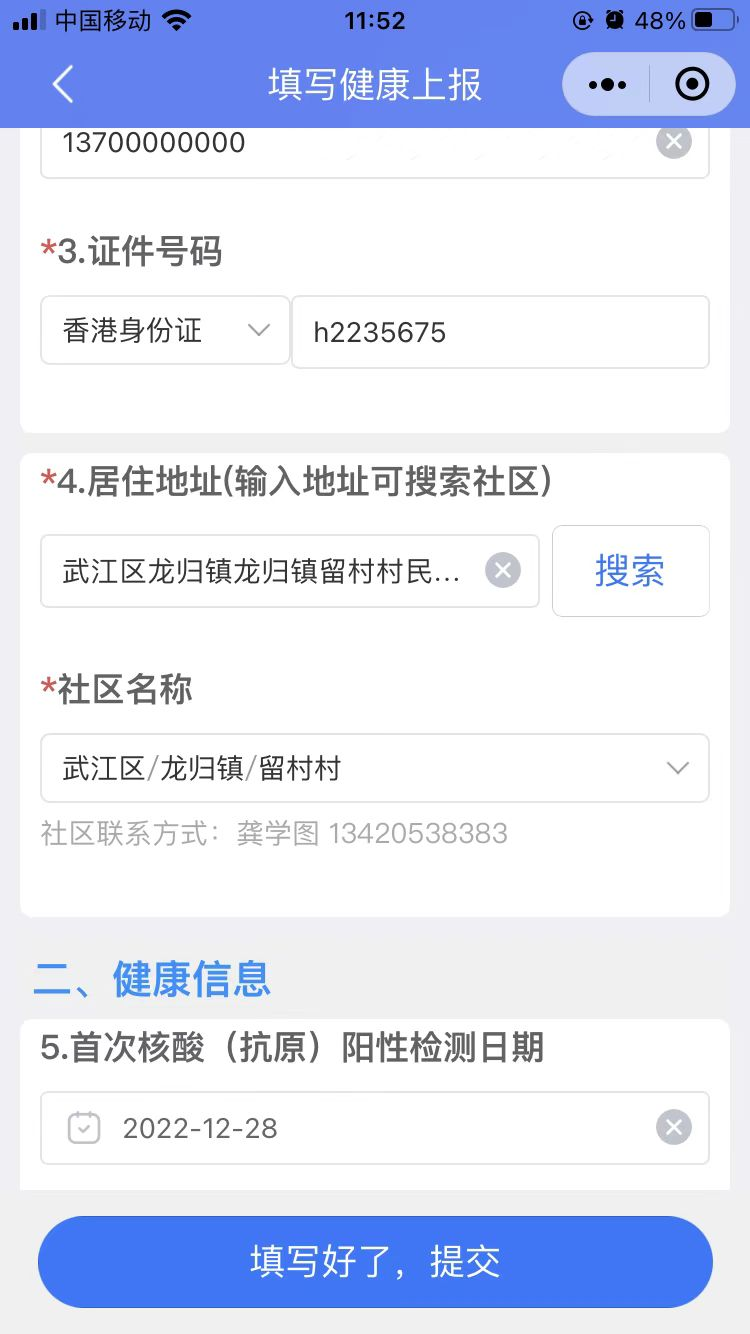 中国移动 11:52 48%
填写健康上报
13700000000
*3.证件号码
香港身份证 h2235675
*4.居住地址(输入地址可搜索社区)
武江区龙归镇龙归镇留村村民... 搜索
*社区名称
武江区/龙归镇/留村村
社区联系方式：龚学图 13420538383
二、健康信息
5.首次核酸（抗原）阳性检测日期
2022-12-28
填写好了，提交